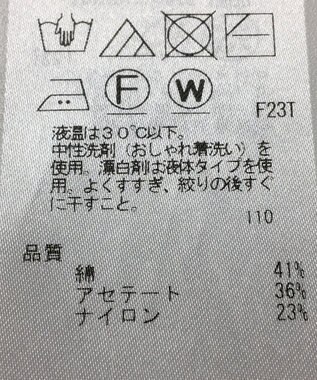 F W
F23T
液温は30℃以下。
中性洗剤（おしゃれ着洗い）を
使用。漂白剤は液体タイプを使
用。よくすすぎ、絞りの後すぐ
に干すこと。
110
品質
綿 41%
アセテート 36%
ナイロン 23%